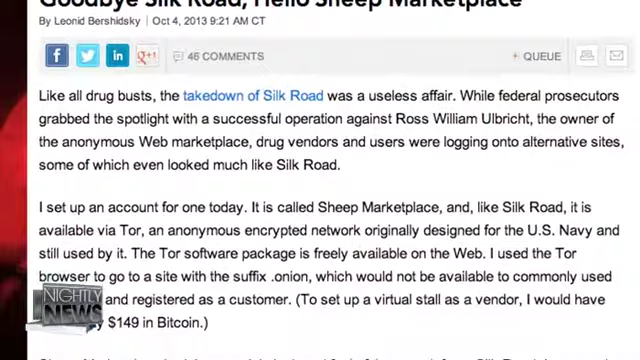 Goodbye Silk Road, Hello Sheep Marketplace
By Leonid Bershidsky | Oct 4, 2013 9:21 AM CT
f in g+1 46 COMMENTS + QUEUE
Like all drug busts, the takedown of Silk Road was a useless affair. While federal prosecutors
grabbed the spotlight with a successful operation against Ross William Ulbricht, the owner of
the anonymous Web marketplace, drug vendors and users were logging onto alternative sites,
some of which even looked much like Silk Road.
I set up an account for one today. It is called Sheep Marketplace, and, like Silk Road, it is
available via Tor, an anonymous encrypted network originally designed for the U.S. Navy and
still used by it. The Tor software package is freely available on the Web. I used the Tor
browser to go to a site with the suffix .onion, which would not be available to commonly used
and registered as a customer. (To set up a virtual stall as a vendor, I would have
$149 in Bitcoin.)
NIGHTLY
NEWS